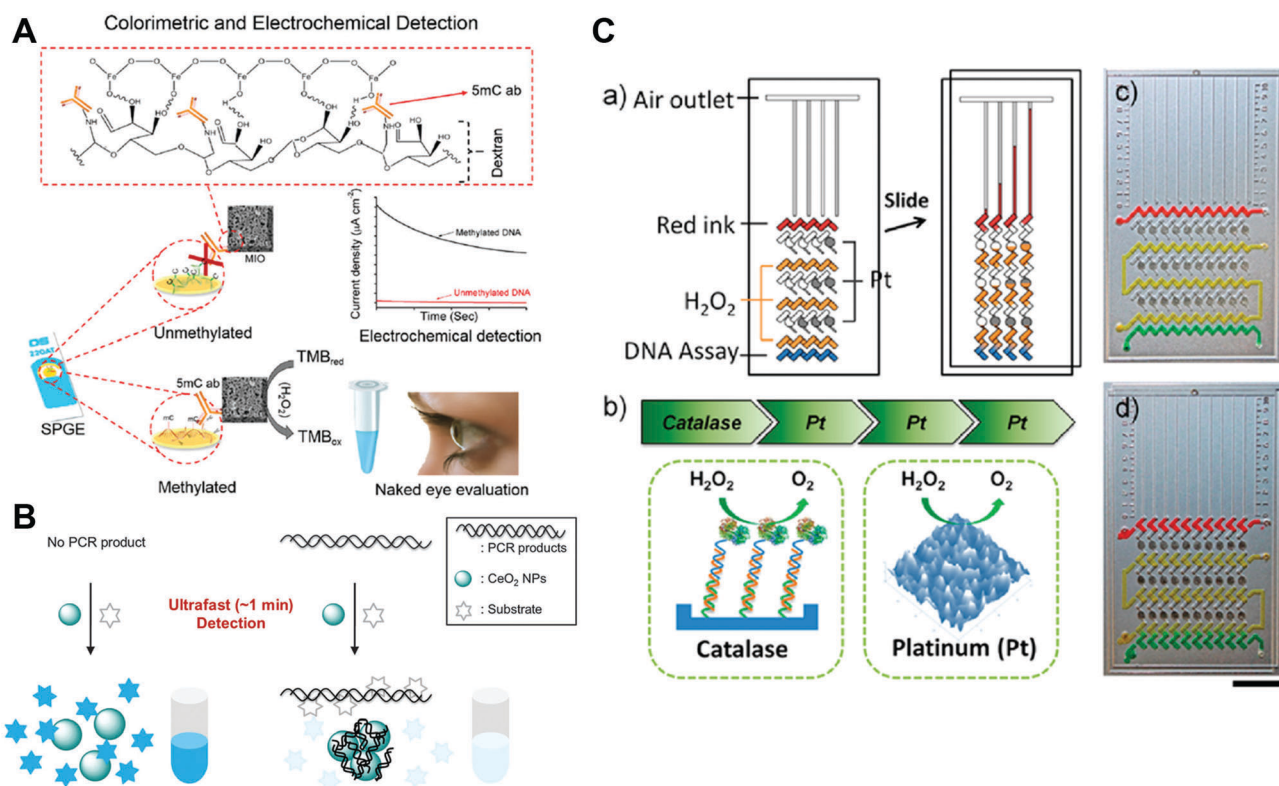 A
Colorimetric and Electrochemical Detection
5mC ab
Dextran
MIO
Unmethylated
Current density (µA cm⁻²)
Methylated DNA
Unmethylated DNA
Time (Sec)
Electrochemical detection
DS
220AT
SPGE
5mC ab
mC
TMBred
(H₂O₂)
TMBox
Methylated
Naked eye evaluation
B
No PCR product
: PCR products
: CeO₂ NPs
: Substrate
Ultrafast (~1 min)
Detection
C
a)
Air outlet
Red ink
Slide
Pt
H₂O₂
DNA Assay
b)
Catalase
Pt
Pt
Pt
H₂O₂ O₂
Catalase
H₂O₂ O₂
Platinum (Pt)
c)
d)